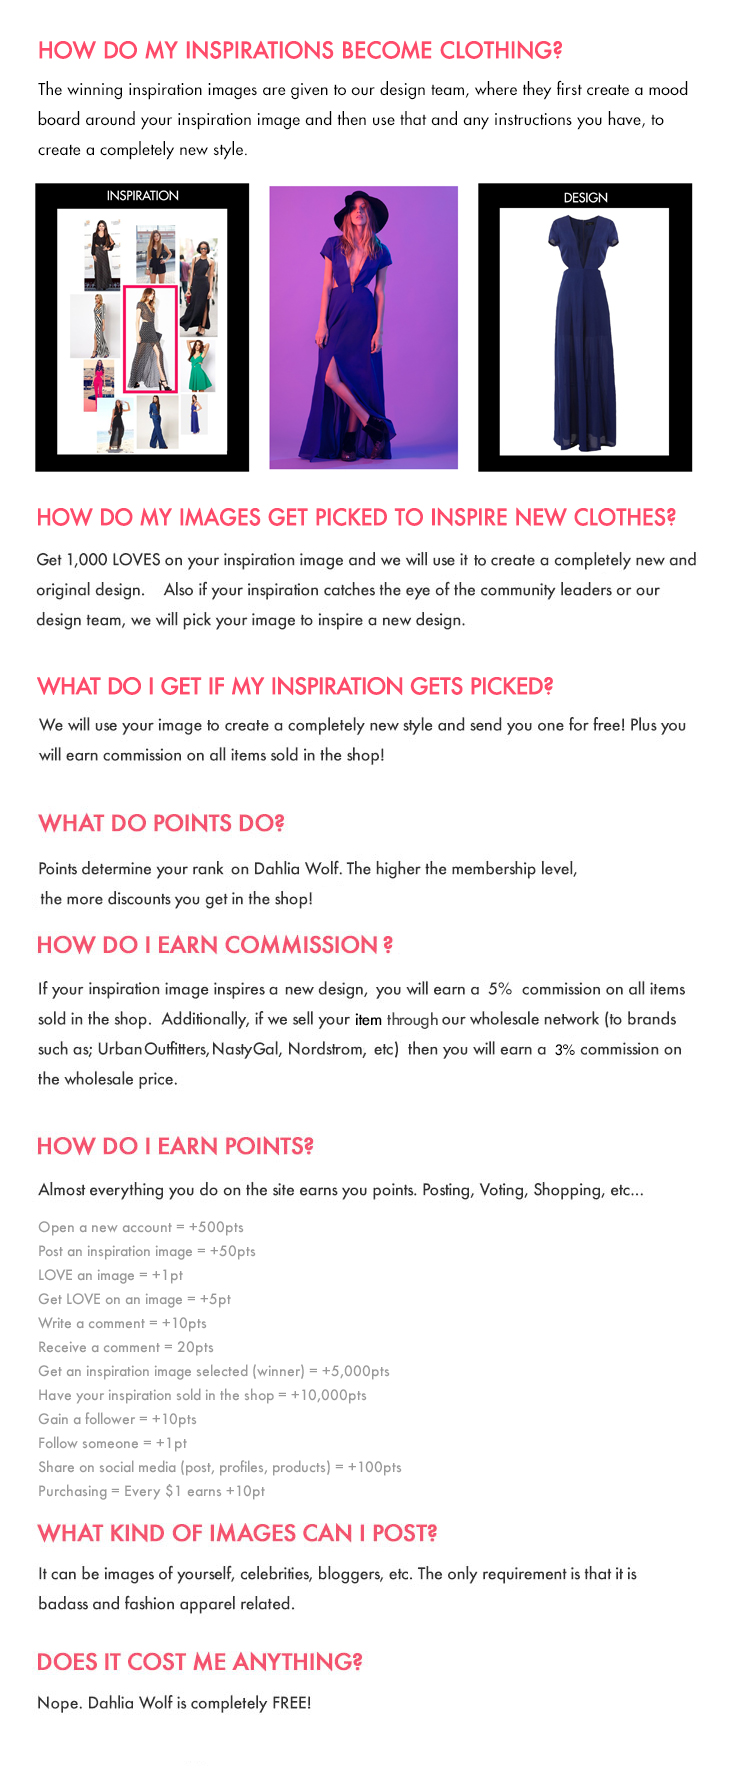 HOW DO MY INSPIRATIONS BECOME CLOTHING?
The winning inspiration images are given to our design team, where they first create a mood
board around your inspiration image and then use that and any instructions you have, to
create a completely new style.
INSPIRATION
DESIGN
HOW DO MY IMAGES GET PICKED TO INSPIRE NEW CLOTHES?
Get 1,000 LOVES on your inspiration image and we will use it to create a completely new and
original design. Also if your inspiration catches the eye of the community leaders or our
design team, we will pick your image to inspire a new design.
WHAT DO I GET IF MY INSPIRATION GETS PICKED?
We will use your image to create a completely new style and send you one for free! Plus you
will earn commission on all items sold in the shop!
WHAT DO POINTS DO?
Points determine your rank on Dahlia Wolf. The higher the membership level,
the more discounts you get in the shop!
HOW DO I EARN COMMISSION ?
If your inspiration image inspires a new design, you will earn a 5% commission on all items
sold in the shop. Additionally, if we sell your item through our wholesale network (to brands
such as; Urban Outfitters, NastyGal, Nordstrom, etc) then you will earn a 3% commission on
the wholesale price.
HOW DO I EARN POINTS?
Almost everything you do on the site earns you points. Posting, Voting, Shopping, etc...
Open a new account = +500pts
Post an inspiration image = +50pts
LOVE an image = +1pt
Get LOVE on an image = +5pt
Write a comment = +10pts
Receive a comment = 20pts
Get an inspiration image selected (winner) = +5,000pts
Have your inspiration sold in the shop = +10,000pts
Gain a follower = +10pts
Follow someone = +1pt
Share on social media (post, profiles, products) = +100pts
Purchasing = Every $1 earns +10pt
WHAT KIND OF IMAGES CAN I POST?
It can be images of yourself, celebrities, bloggers, etc. The only requirement is that it is
badass and fashion apparel related.
DOES IT COST ME ANYTHING?
Nope. Dahlia Wolf is completely FREE!